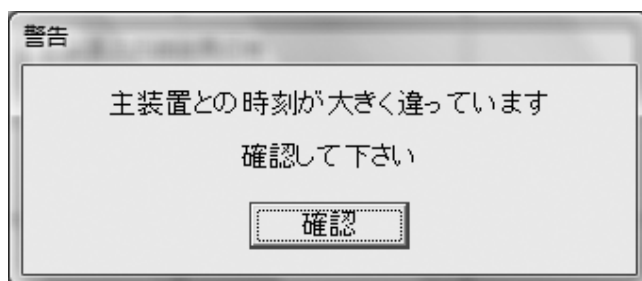 警告
主装置との時刻が大きく違っています
確認して下さい
確認